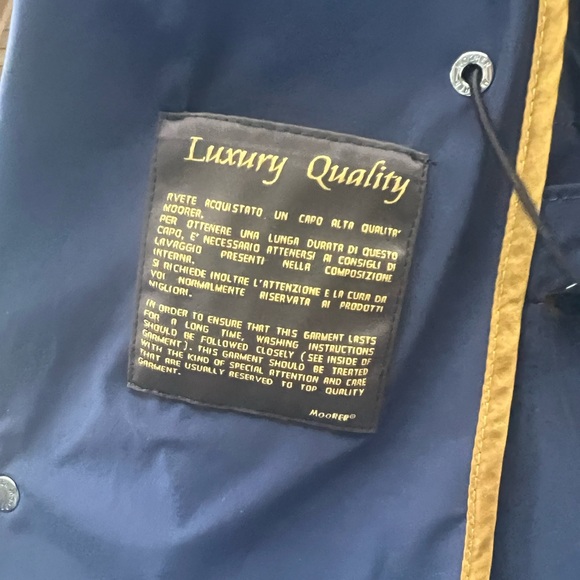 Luxury Quality
AVETE ACQUISTATO UN CAPO ALTA QUALITA'
MOORER.
PER OTTENERE UNA LUNGA DURATA DI QUESTO
CAPO, E' NECESSARIO ATTENERSI AI CONSIGLI DI
LAVAGGIO PRESENTI NELLA COMPOSIZIONE
INTERNA.
SI RICHIEDE INOLTRE L'ATTENZIONE E LA CURA DA
VOI NORMALMENTE RISERVATA AI PRODOTTI
MIGLIORI.
IN ORDER TO ENSURE THAT THIS GARMENT LASTS
FOR A LONG TIME, WASHING INSTRUCTIONS
SHOULD BE FOLLOWED CLOSELY (SEE INSIDE OF
GARMENT). THIS GARMENT SHOULD BE TREATED
WITH THE KIND OF SPECIAL ATTENTION AND CARE
THAT ARE USUALLY RESERVED TO TOP QUALITY
GARMENT.
MOORER®